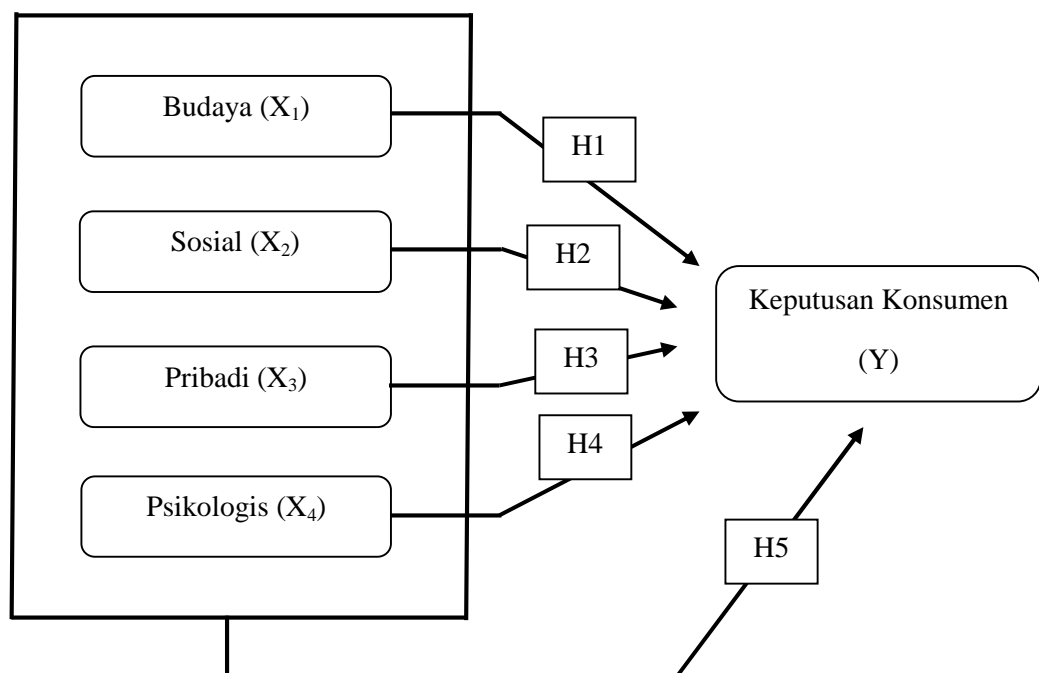 Budaya (X₁)
H1
Sosial (X₂)
H2
Keputusan Konsumen
(Y)
Pribadi (X₃)
H3
Psikologis (X₄)
H4
H5